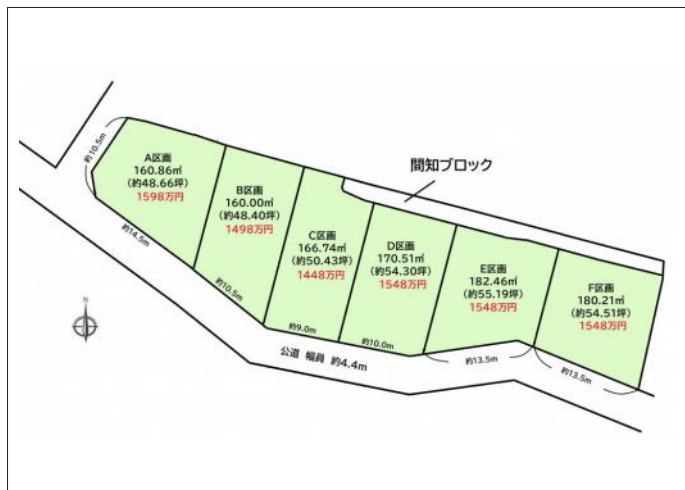 間知ブロック
約10.5m
A区画
160.86㎡
(約48.66坪)
1598万円
B区画
160.00㎡
(約48.40坪)
1498万円
C区画
166.74㎡
(約50.43坪)
1448万円
D区画
170.51㎡
(約54.30坪)
1548万円
E区画
182.46㎡
(約55.19坪)
1548万円
F区画
180.21㎡
(約54.51坪)
1548万円
約14.5m
約10.5m
約9.0m
約10.0m
約13.5m
約13.5m
公道 幅員 約4.4m
N